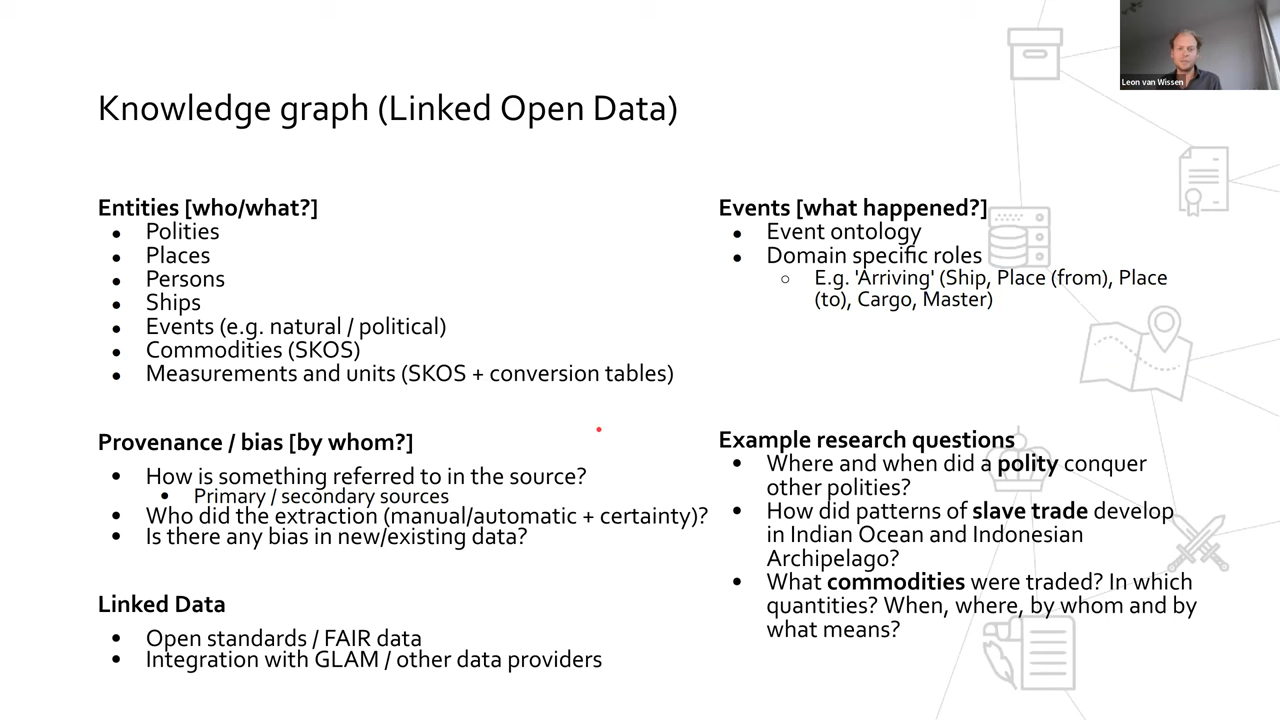 Leon van Wissen
Knowledge graph (Linked Open Data)
Entities [who/what?]
Polities
Places
Persons
Ships
Events (e.g. natural / political)
Commodities (SKOS)
Measurements and units (SKOS + conversion tables)
Provenance / bias [by whom?]
How is something referred to in the source?
Primary / secondary sources
Who did the extraction (manual/automatic + certainty)?
Is there any bias in new/existing data?
Linked Data
Open standards / FAIR data
Integration with GLAM / other data providers
Events [what happened?]
Event ontology
Domain specific roles
E.g. 'Arriving' (Ship, Place (from), Place
(to), Cargo, Master)
Example research questions
Where and when did a polity conquer
other polities?
How did patterns of slave trade develop
in Indian Ocean and Indonesian
Archipelago?
What commodities were traded? In which
quantities? When, where, by whom and by
what means?